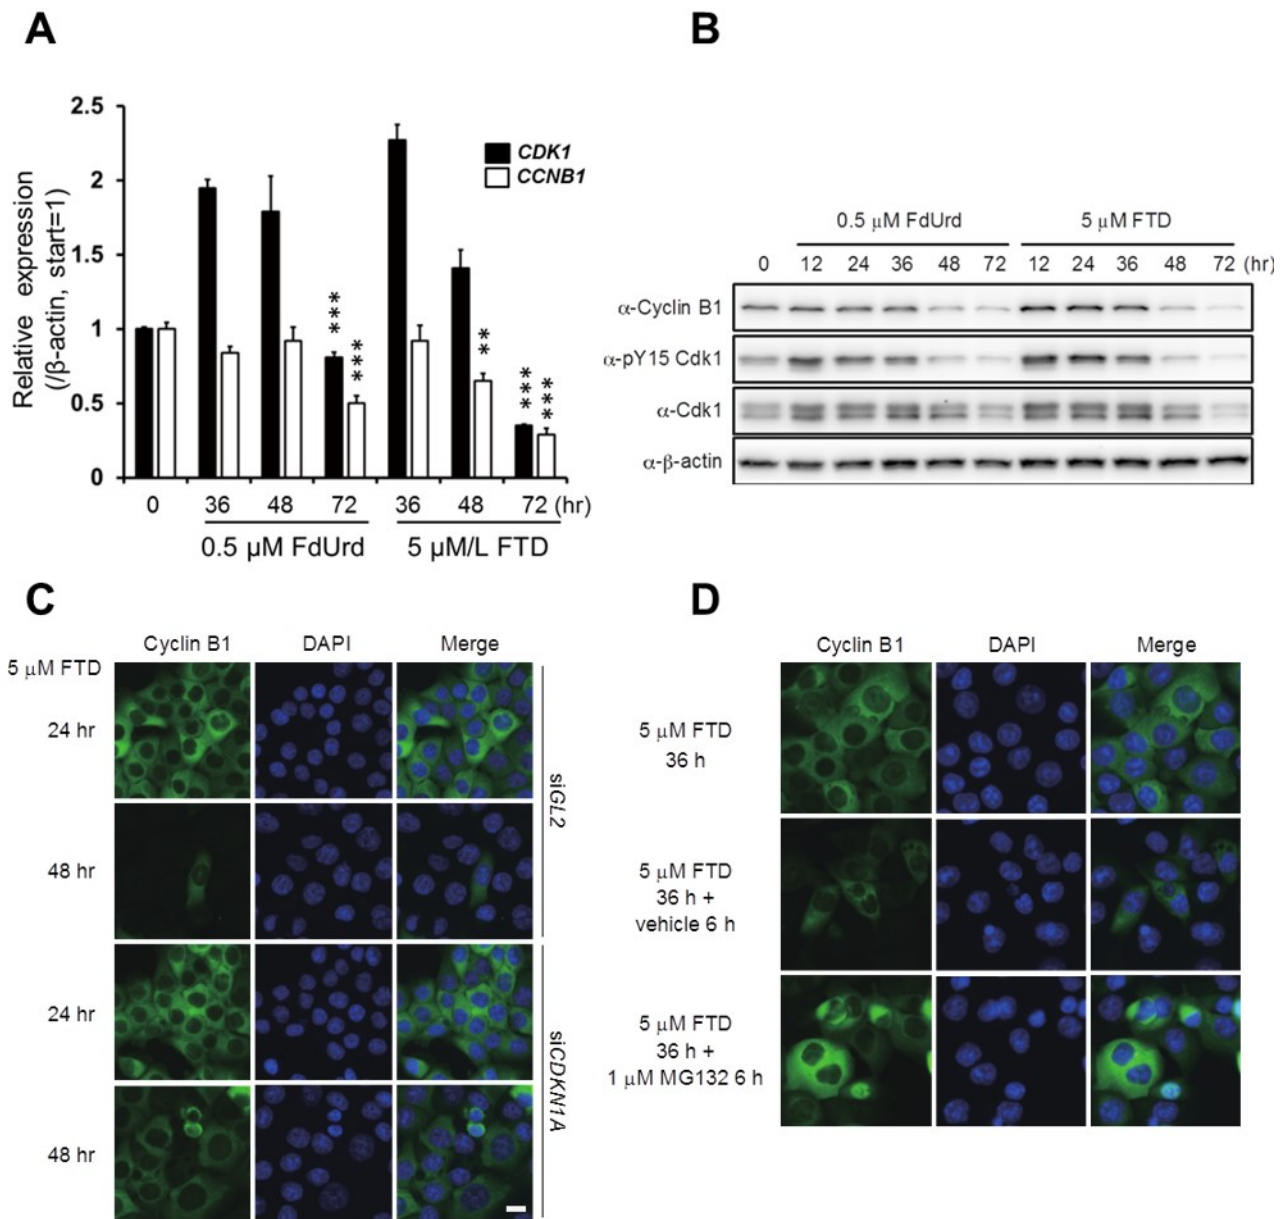 A
2.5
2
1.5
1
0.5
0
Relative expression
(/β-actin, start=1)
CDK1
CCNB1
***
***
**
***
***
0 36 48 72 36 48 72 (hr)
0.5 μM FdUrd 5 μM/L FTD
B
0.5 μM FdUrd 5 μM FTD
0 12 24 36 48 72 12 24 36 48 72 (hr)
α-Cyclin B1
α-pY15 Cdk1
α-Cdk1
α-β-actin
C
Cyclin B1 DAPI Merge
5 μM FTD
24 hr
48 hr
siGL2
24 hr
48 hr
siCDKN1A
D
Cyclin B1 DAPI Merge
5 μM FTD
36 h
5 μM FTD
36 h +
vehicle 6 h
5 μM FTD
36 h +
1 μM MG132 6 h